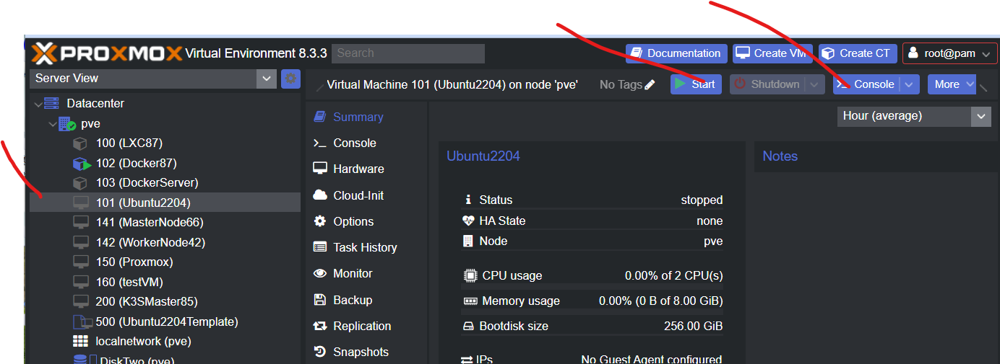 PROXMOX Virtual Environment 8.3.3 Search Documentation Create VM Create CT root@pam
Server View
Virtual Machine 101 (Ubuntu2204) on node 'pve' No Tags Start Shutdown Console More
Datacenter
pve
100 (LXC87)
102 (Docker87)
103 (DockerServer)
101 (Ubuntu2204)
141 (MasterNode66)
142 (WorkerNode42)
150 (Proxmox)
160 (testVM)
200 (K3SMaster85)
500 (Ubuntu2204Template)
localnetwork (pve)
DiskTwo (pve)
Summary
Console
Hardware
Cloud-Init
Options
Task History
Monitor
Backup
Replication
Snapshots
Hour (average)
Ubuntu2204
Status stopped
HA State none
Node pve
CPU usage 0.00% of 2 CPU(s)
Memory usage 0.00% (0 B of 8.00 GiB)
Bootdisk size 256.00 GiB
IPs No Guest Agent configured
Notes